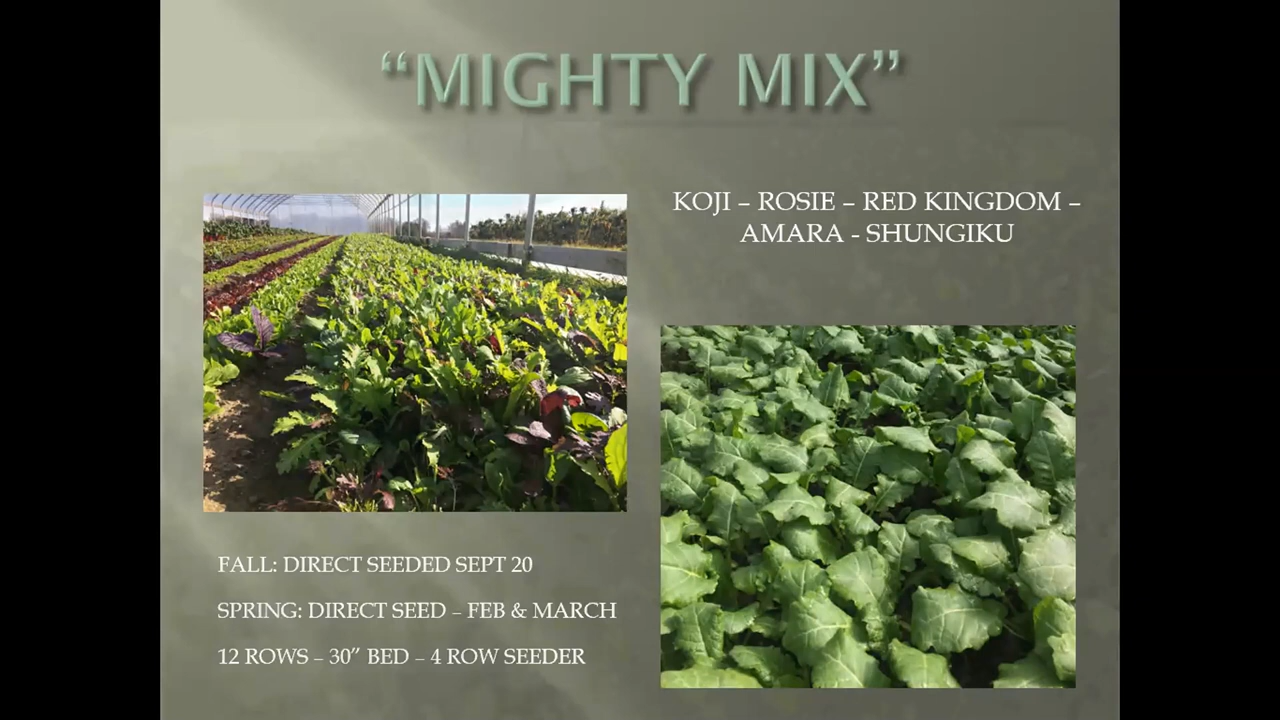 “MIGHTY MIX”
KOJI – ROSIE – RED KINGDOM –
AMARA - SHUNGIKU
FALL: DIRECT SEEDED SEPT 20
SPRING: DIRECT SEED – FEB & MARCH
12 ROWS – 30” BED – 4 ROW SEEDER